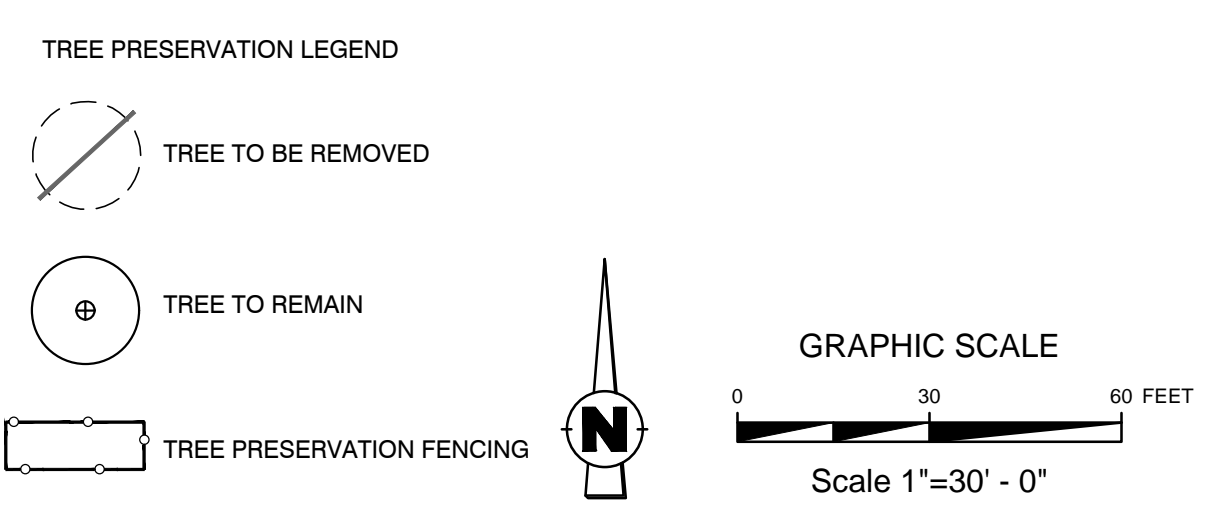 TREE PRESERVATION LEGEND
TREE TO BE REMOVED
TREE TO REMAIN
TREE PRESERVATION FENCING
N
GRAPHIC SCALE
0 30 60 FEET
Scale 1"=30' - 0"